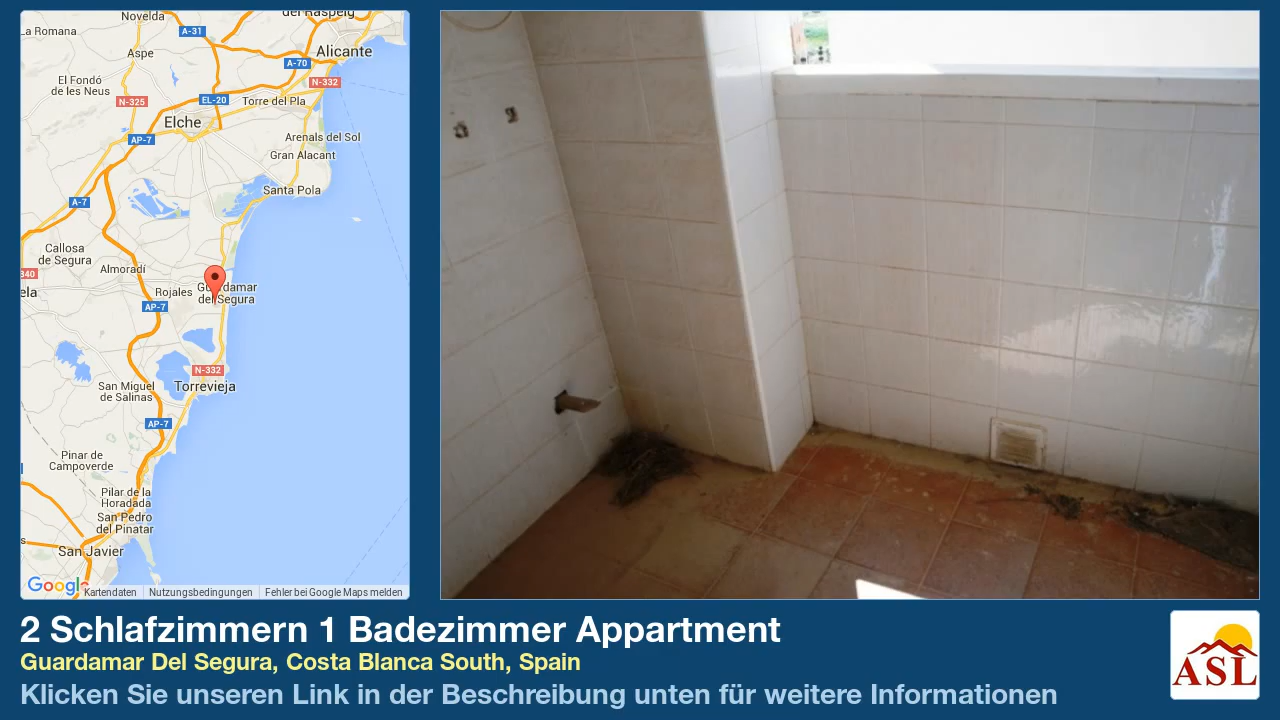 Novelda
del Raspeig
La Romana
A-31
Aspe
Alicante
A-70
El Fondó
de les Neus
N-332
N-325
EL-20
Torre del Pla
Elche
AP-7
Arenals del Sol
Gran Alacant
Santa Pola
A-7
Callosa
de Segura
Almoradí
340
ela
Rojales
Guardamar
del Segura
AP-7
N-332
San Miguel
de Salinas
Torrevieja
AP-7
Pinar de
Campoverde
Pilar de la
Horadada
San Pedro
del Pinatar
San Javier
Google
Kartendaten Nutzungsbedingungen Fehler bei Google Maps melden
2 Schlafzimmern 1 Badezimmer Appartment
Guardamar Del Segura, Costa Blanca South, Spain
Klicken Sie unseren Link in der Beschreibung unten für weitere Informationen
ASL